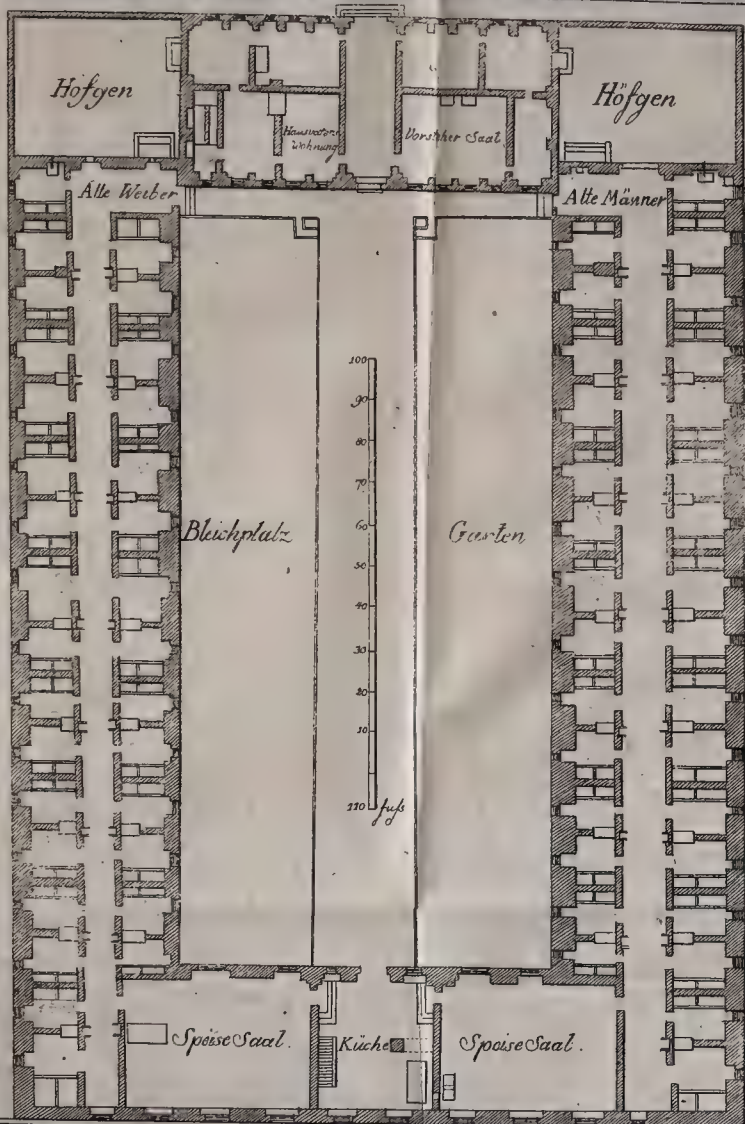 Höfgen
Hausvaters
Wohnung
Vorsteher Saal
Höfgen
Alte Weiber
Alte Männer
100
90
80
70
60
50
40
30
20
10
110 fuſs
Bleichplatz
Garten
Speise Saal.
Küche
Speise Saal.